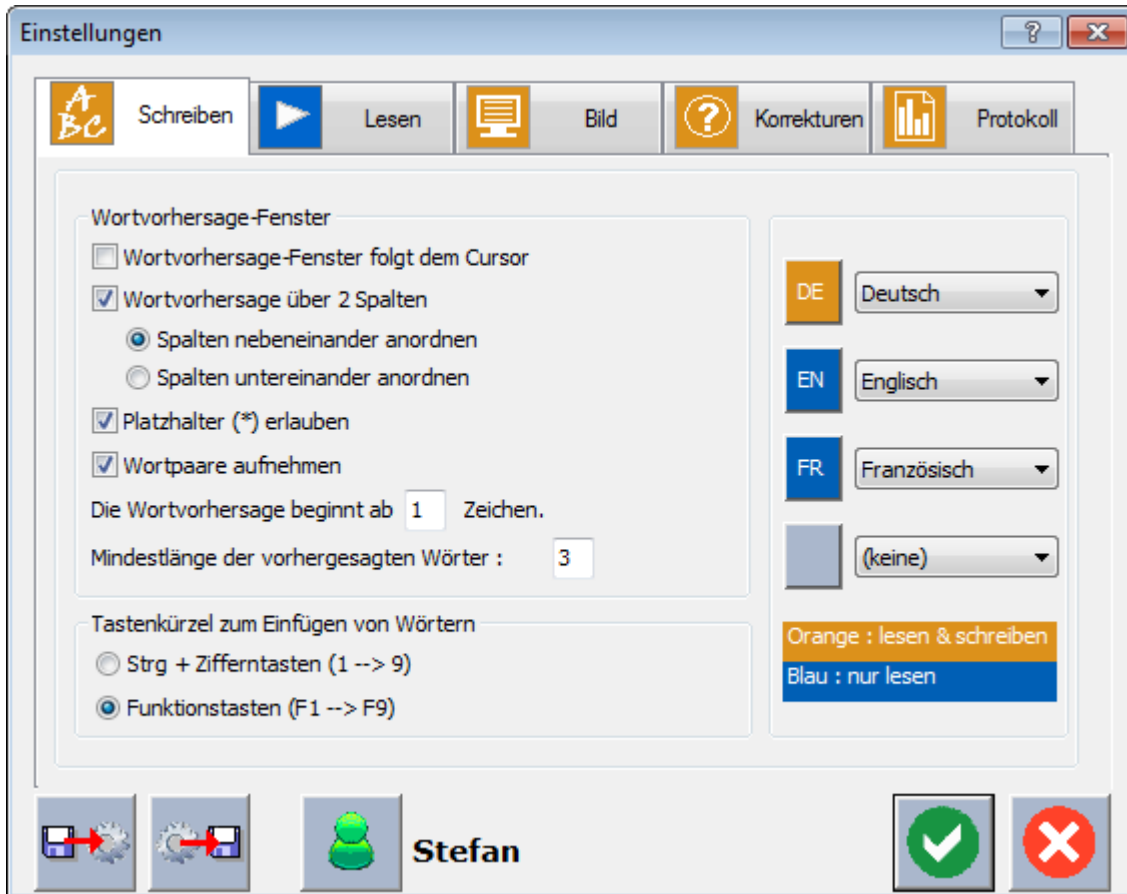 Einstellungen
ABC Schreiben Lesen Bild ? Korrekturen Protokoll
Wortvorhersage-Fenster
Wortvorhersage-Fenster folgt dem Cursor
Wortvorhersage über 2 Spalten
Spalten nebeneinander anordnen
Spalten untereinander anordnen
Platzhalter (*) erlauben
Wortpaare aufnehmen
Die Wortvorhersage beginnt ab 1 Zeichen.
Mindestlänge der vorhergesagten Wörter : 3
Tastenkürzel zum Einfügen von Wörtern
Strg + Zifferntasten (1 --> 9)
Funktionstasten (F1 --> F9)
DE Deutsch
EN Englisch
FR Französisch
(keine)
Orange : lesen & schreiben
Blau : nur lesen
Stefan